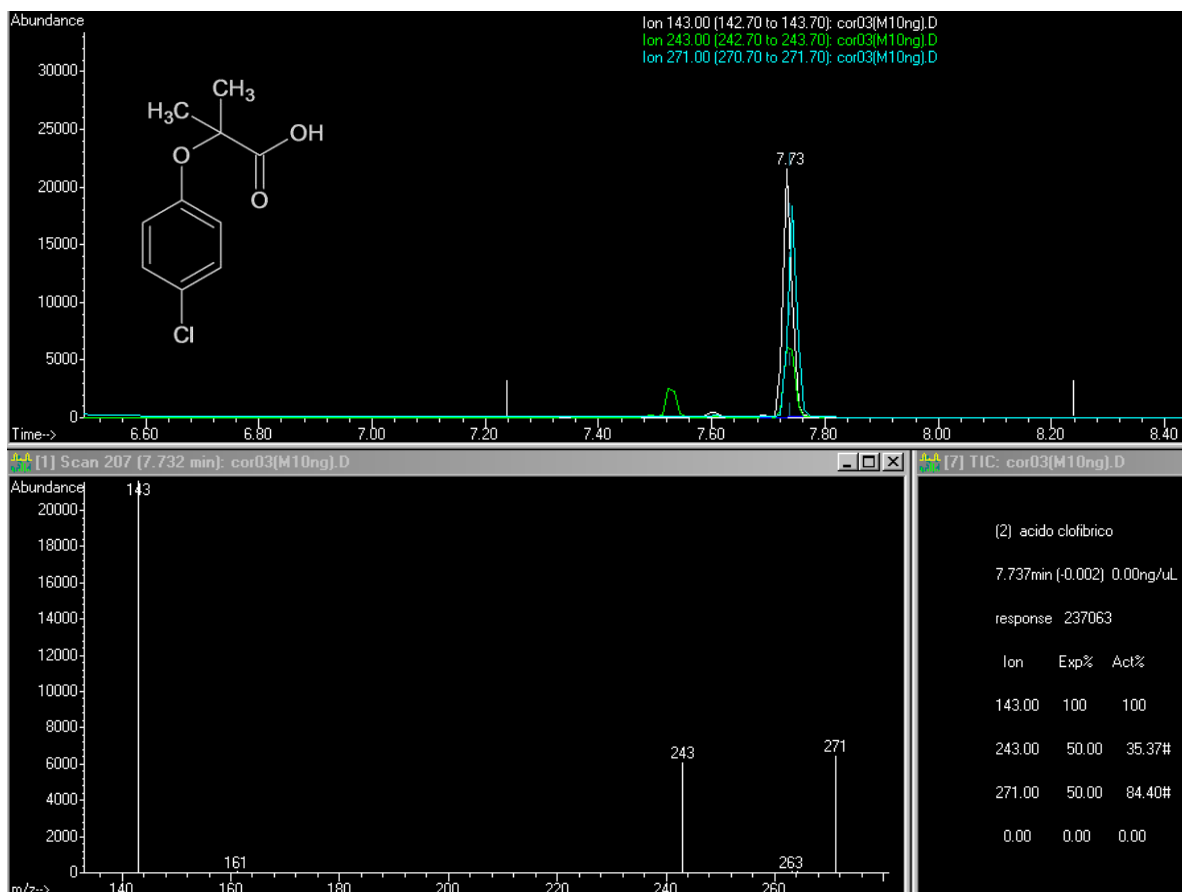 Abundance
Ion 143.00 (142.70 to 143.70): cor03(M10ng).D
Ion 243.00 (242.70 to 243.70): cor03(M10ng).D
Ion 271.00 (270.70 to 271.70): cor03(M10ng).D
30000
25000
20000
15000
10000
5000
0
CH3
H3C
OH
O
O
Cl
7.73
Time-->
6.60 6.80 7.00 7.20 7.40 7.60 7.80 8.00 8.20 8.40
[1] Scan 207 (7.732 min): cor03(M10ng).D
Abundance
20000
18000
16000
14000
12000
10000
8000
6000
4000
2000
0
143
161
243
263
271
m/z-->
140 160 180 200 220 240 260
[7] TIC: cor03(M10ng).D
(2) acido clofibrico
7.737min (-0.002) 0.00ng/uL
response 237063
Ion Exp% Act%
143.00 100 100
243.00 50.00 35.37#
271.00 50.00 84.40#
0.00 0.00 0.00